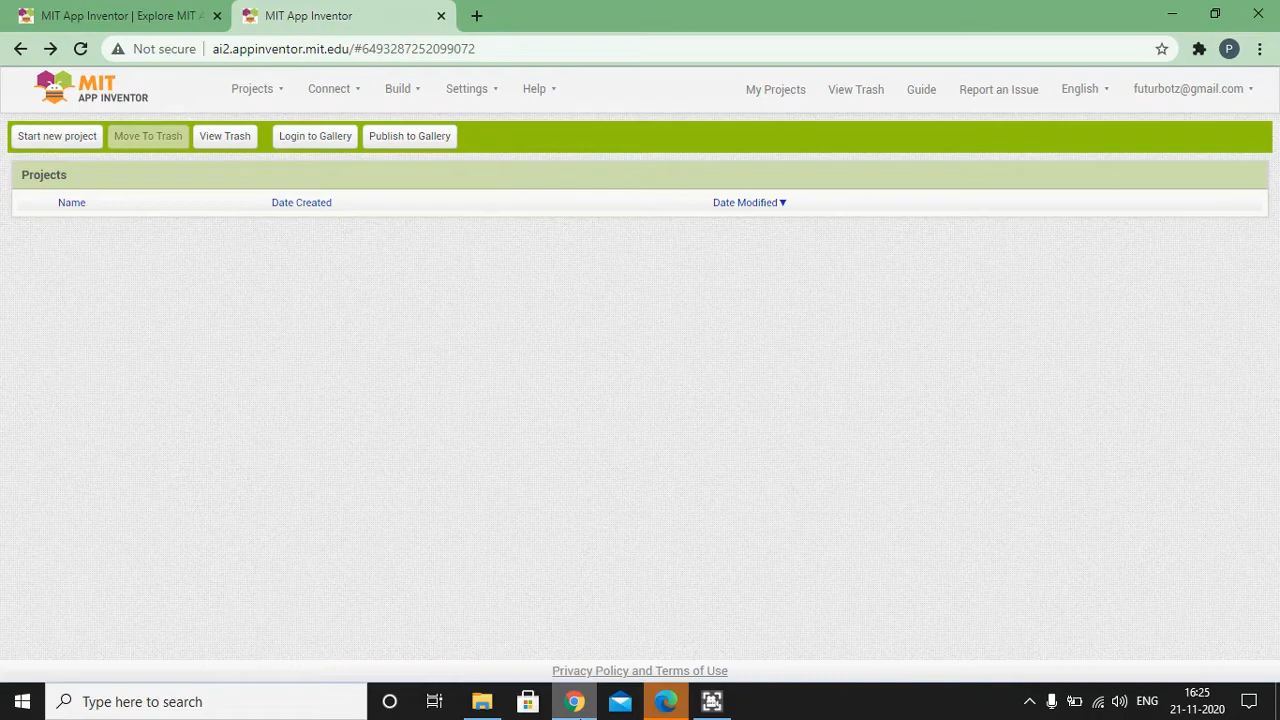 MIT App Inventor | Explore MIT A
MIT App Inventor
Not secure ai2.appinventor.mit.edu/#6493287252099072
P
MIT
APP INVENTOR
Projects Connect Build Settings Help My Projects View Trash Guide Report an Issue English futurbotz@gmail.com
Start new project Move To Trash View Trash Login to Gallery Publish to Gallery
Projects
Name Date Created Date Modified▼
Privacy Policy and Terms of Use
Type here to search
ENG
16:25
21-11-2020